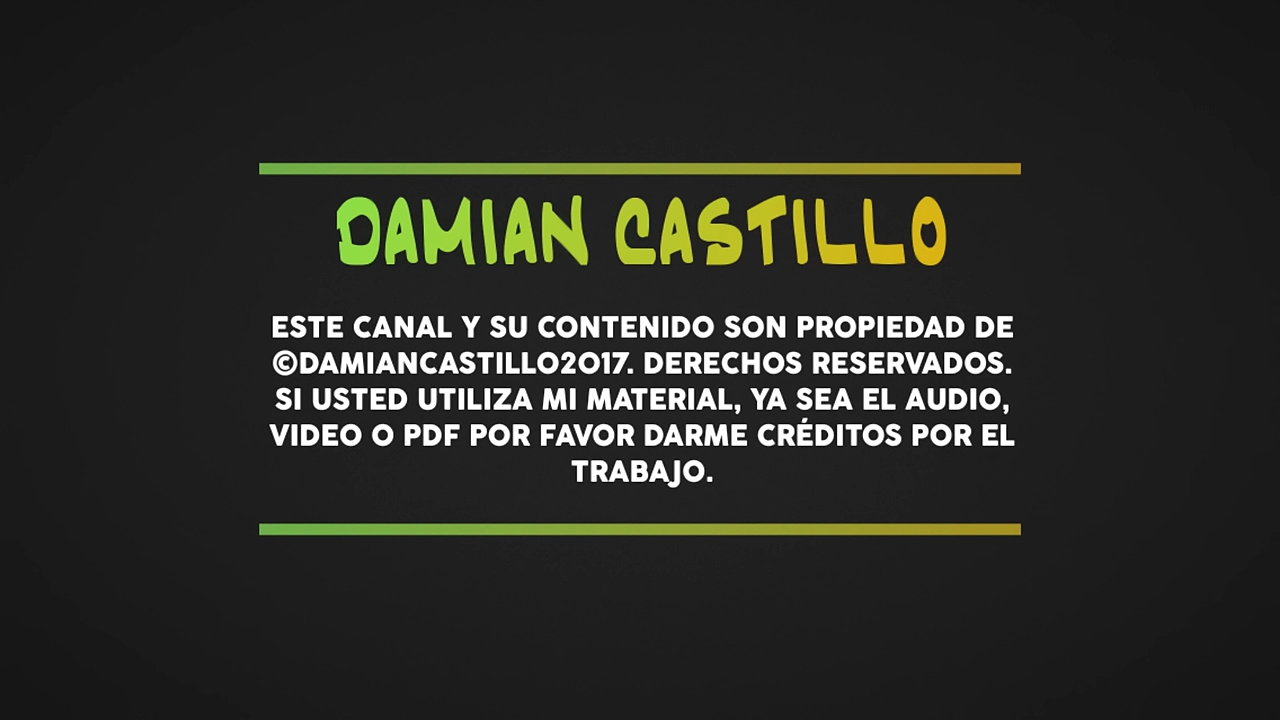 DAMIAN CASTILLO
ESTE CANAL Y SU CONTENIDO SON PROPIEDAD DE
©DAMIANCASTILLO2017. DERECHOS RESERVADOS.
SI USTED UTILIZA MI MATERIAL, YA SEA EL AUDIO,
VIDEO O PDF POR FAVOR DARME CRÉDITOS POR EL
TRABAJO.